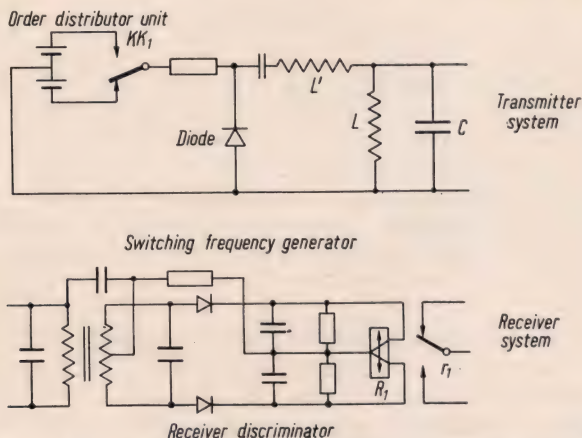 Order distributor unit
KK₁
Diode
L'
L
C
Transmitter
system
Switching frequency generator
R₁
r₁
Receiver
system
Receiver discriminator